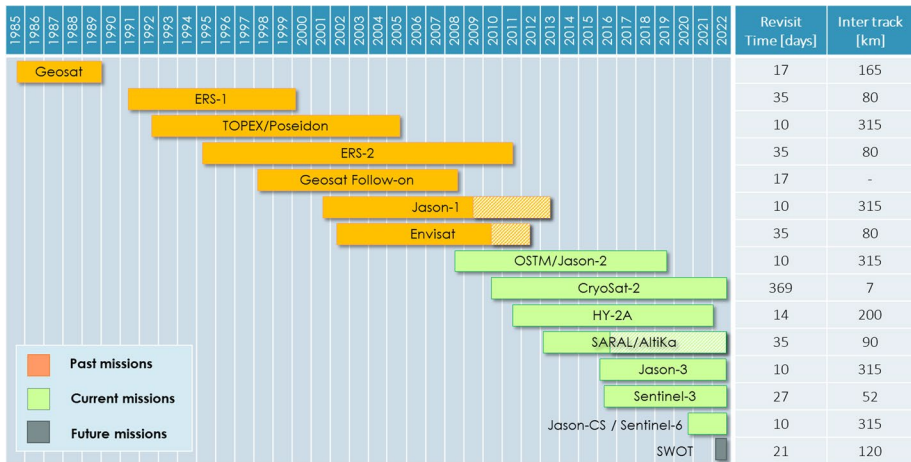 1985 1986 1987 1988 1989 1990 1991 1992 1993 1994 1995 1996 1997 1998 1999 2000 2001 2002 2003 2004 2005 2006 2007 2008 2009 2010 2011 2012 2013 2014 2015 2016 2017 2018 2019 2020 2021 2022 Revisit Time [days] Inter track [km]
Geosat 17 165
ERS-1 35 80
TOPEX/Poseidon 10 315
ERS-2 35 80
Geosat Follow-on 17 -
Jason-1 10 315
Envisat 35 80
OSTM/Jason-2 10 315
CryoSat-2 369 7
HY-2A 14 200
SARAL/AltiKa 35 90
Jason-3 10 315
Sentinel-3 27 52
Jason-CS / Sentinel-6 10 315
SWOT 21 120
Past missions
Current missions
Future missions